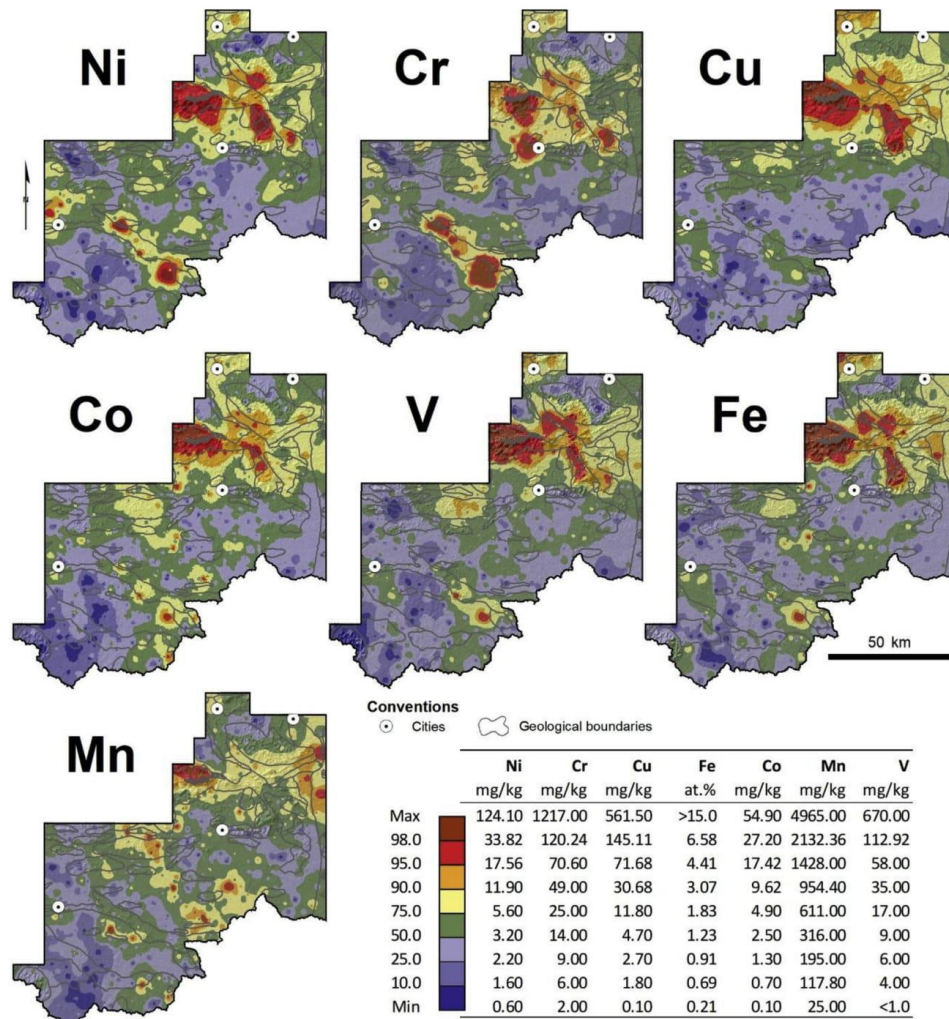 Ni
Cr
Cu
Co
V
Fe
50 km
Mn
Conventions
Cities
Geological boundaries
Ni Cr Cu Fe Co Mn V
mg/kg mg/kg mg/kg at.% mg/kg mg/kg mg/kg
Max 124.10 1217.00 561.50 >15.0 54.90 4965.00 670.00
98.0 33.82 120.24 145.11 6.58 27.20 2132.36 112.92
95.0 17.56 70.60 71.68 4.41 17.42 1428.00 58.00
90.0 11.90 49.00 30.68 3.07 9.62 954.40 35.00
75.0 5.60 25.00 11.80 1.83 4.90 611.00 17.00
50.0 3.20 14.00 4.70 1.23 2.50 316.00 9.00
25.0 2.20 9.00 2.70 0.91 1.30 195.00 6.00
10.0 1.60 6.00 1.80 0.69 0.70 117.80 4.00
Min 0.60 2.00 0.10 0.21 0.10 25.00 <1.0